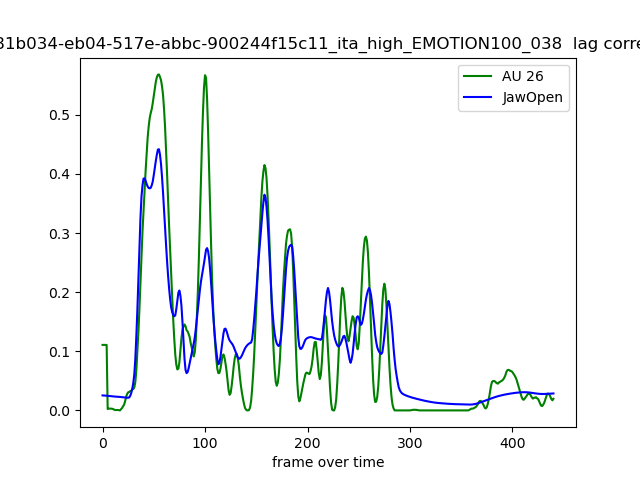 31b034-eb04-517e-abbc-900244f15c11_ita_high_EMOTION100_038 lag corre
AU 26
JawOpen
0.5
0.4
0.3
0.2
0.1
0.0
0 100 200 300 400
frame over time